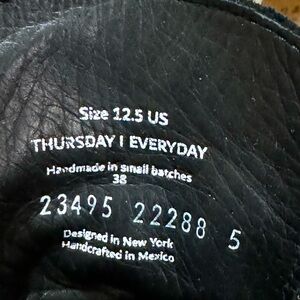 Size 12.5 US
THURSDAY | EVERYDAY
Handmade in small batches
38
23495 22288 5
Designed in New York
Handcrafted in Mexico